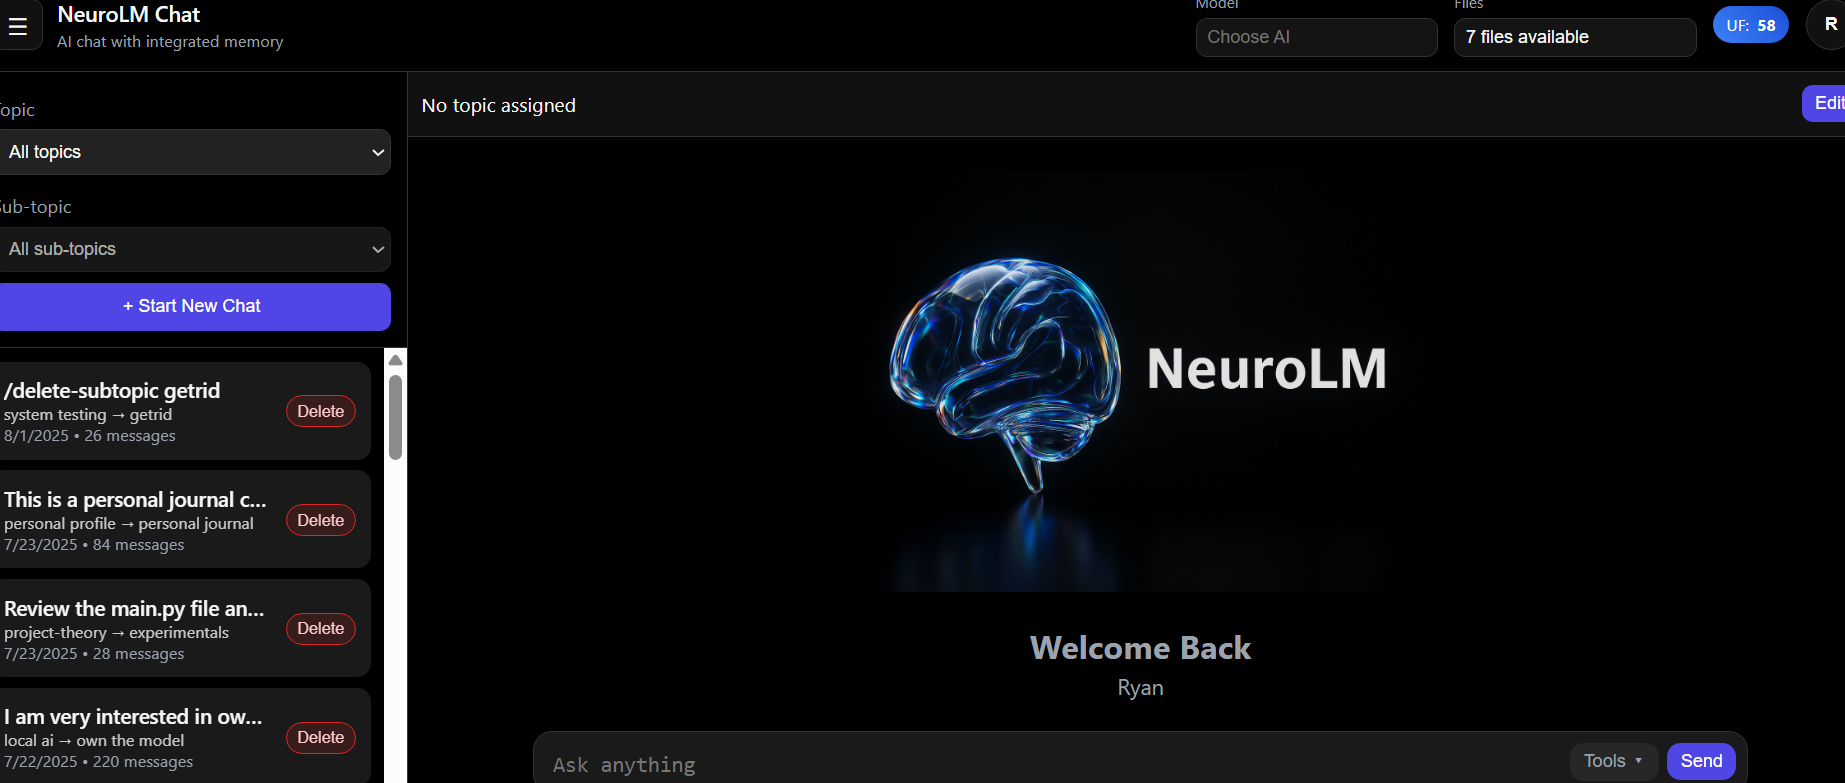 NeuroLM Chat
AI chat with integrated memory
Model
Choose AI
Files
7 files available
UF: 58
R
opic
All topics
Sub-topic
All sub-topics
+ Start New Chat
/delete-subtopic getrid
system testing → getrid
8/1/2025 • 26 messages
Delete
This is a personal journal c...
personal profile → personal journal
7/23/2025 • 84 messages
Delete
Review the main.py file an...
project-theory → experimentals
7/23/2025 • 28 messages
Delete
I am very interested in ow...
local ai → own the model
7/22/2025 • 220 messages
Delete
No topic assigned
Edit
NeuroLM
Welcome Back
Ryan
Ask anything
Tools
Send